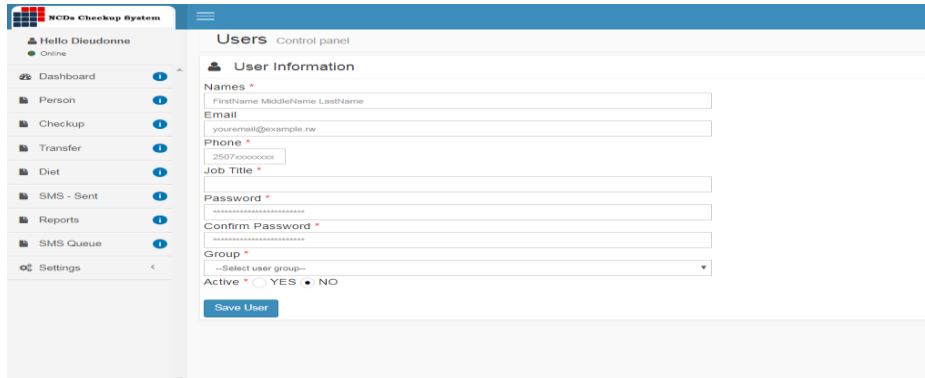 NCDs Checkup System
Hello Dieudonne
Online
Dashboard
Person
Checkup
Transfer
Diet
SMS - Sent
Reports
SMS Queue
Settings
Users Control panel
User Information
Names *
FirstName MiddleName LastName
Email
youremail@example.rw
Phone *
2507xxxxxxxx
Job Title *
Password *
************************
Confirm Password *
************************
Group *
--Select user group--
Active * YES NO
Save User